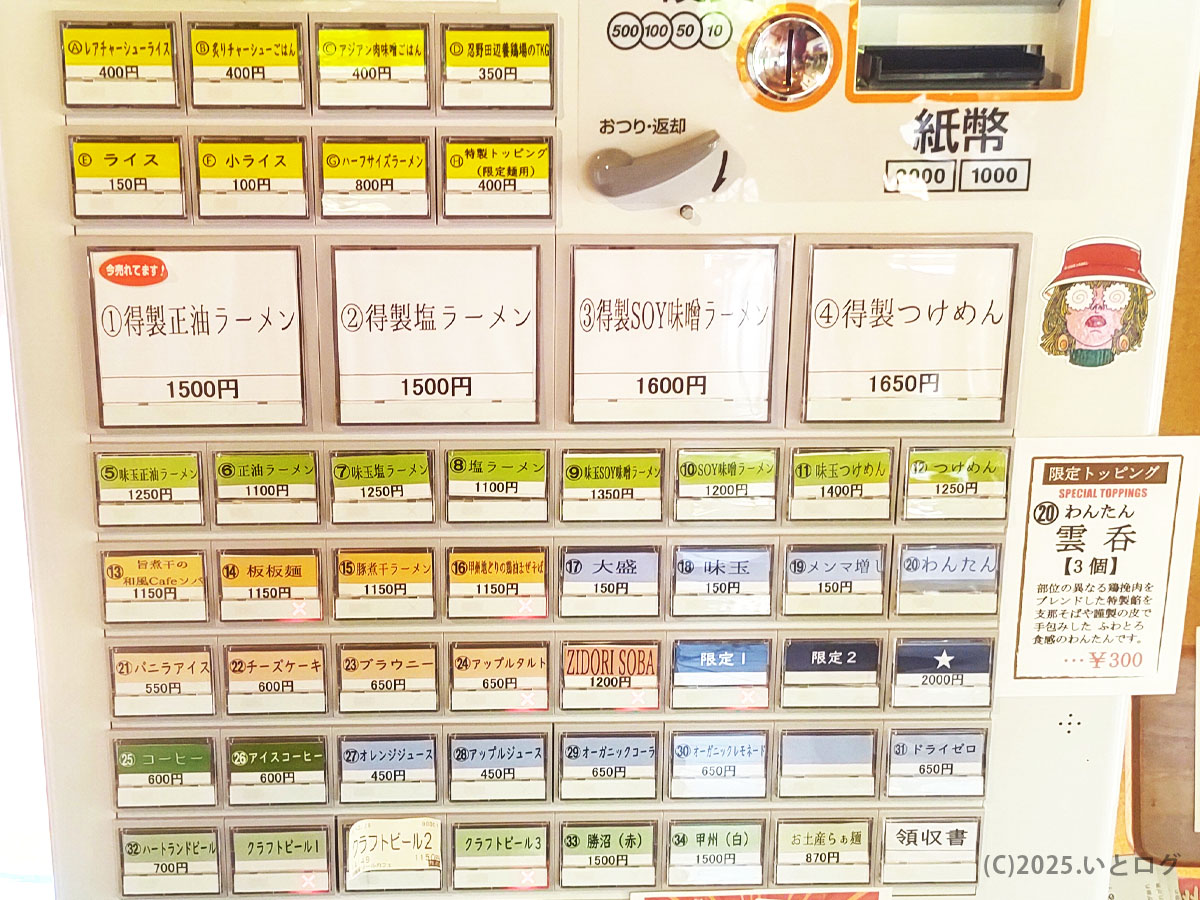 500 100 50 10
Ⓐレアチャーシューライス
400円
Ⓑ炙りチャーシューごはん
400円
Ⓒアジアン肉味噌ごはん
400円
Ⓓ忍野田辺養鶏場のTKG
350円
おつり・返却
紙幣
1000
Ⓔライス
150円
Ⓕ小ライス
100円
Ⓖハーフサイズラーメン
800円
Ⓗ特製トッピング
(限定麺用)
400円
今売れてます!
①得製正油ラーメン
1500円
②得製塩ラーメン
1500円
③得製SOY味噌ラーメン
1600円
④得製つけめん
1650円
⑤味玉正油ラーメン
1250円
⑥正油ラーメン
1100円
⑦味玉塩ラーメン
1250円
⑧塩ラーメン
1100円
⑨味玉SOY味噌ラーメン
1350円
⑩SOY味噌ラーメン
1200円
⑪味玉つけめん
1400円
⑫つけめん
1250円
⑬旨煮干の
和風Cafeソバ
1150円
⑭板板麺
1150円
⑮豚煮干ラーメン
1150円
⑯甲州地どりの鶏油まぜそば
1150円
⑰大盛
150円
⑱味玉
150円
⑲メンマ増し
150円
⑳わんたん
㉑バニラアイス
550円
㉒チーズケーキ
600円
㉓ブラウニー
650円
㉔アップルタルト
650円
ZIDORI SOBA
1200円
限定1
限定2
★
2000円
㉕コーヒー
600円
㉖アイスコーヒー
600円
㉗オレンジジュース
450円
㉘アップルジュース
450円
㉙オーガニックコーラ
650円
㉚オーガニックレモネード
650円
㉛ドライゼロ
650円
㉜ハートランドビール
700円
クラフトビール1
クラフトビール2
クラフトビール3
㉝勝沼(赤)
1500円
㉞甲州(白)
1500円
お土産らぁ麺
870円
領収書
限定トッピング
SPECIAL TOPPINGS
⑳わんたん
雲呑
【3個】
部位の異なる鶏挽肉を
ブレンドした特製餡を
支那そばや謹製の皮で
手包みした ふわとろ
食感のわんたんです。
…￥300
(C)2025.いとログ